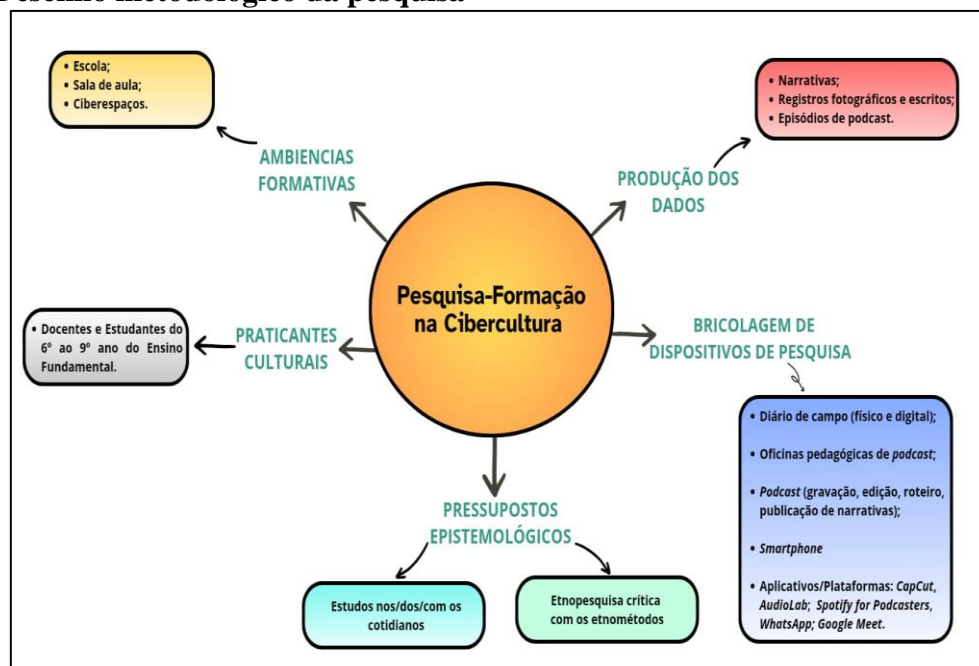 Desenho metodológico da pesquisa
• Escola;
• Sala de aula;
• Ciberespaços.
AMBIENCIAS
FORMATIVAS
• Narrativas;
• Registros fotográficos e escritos;
• Episódios de podcast.
PRODUÇÃO DOS
DADOS
Pesquisa-Formação
na Cibercultura
• Docentes e Estudantes do
6º ao 9º ano do Ensino
Fundamental.
PRATICANTES
CULTURAIS
BRICOLAGEM DE
DISPOSITIVOS DE PESQUISA
• Diário de campo (físico e digital);
• Oficinas pedagógicas de podcast;
• Podcast (gravação, edição, roteiro,
publicação de narrativas);
• Smartphone
• Aplicativos/Plataformas: CapCut,
AudioLab; Spotify for Podcasters,
WhatsApp; Google Meet.
PRESSUPOSTOS
EPISTEMOLÓGICOS
Estudos nos/dos/com os
cotidianos
Etnopesquisa crítica
com os etnométodos